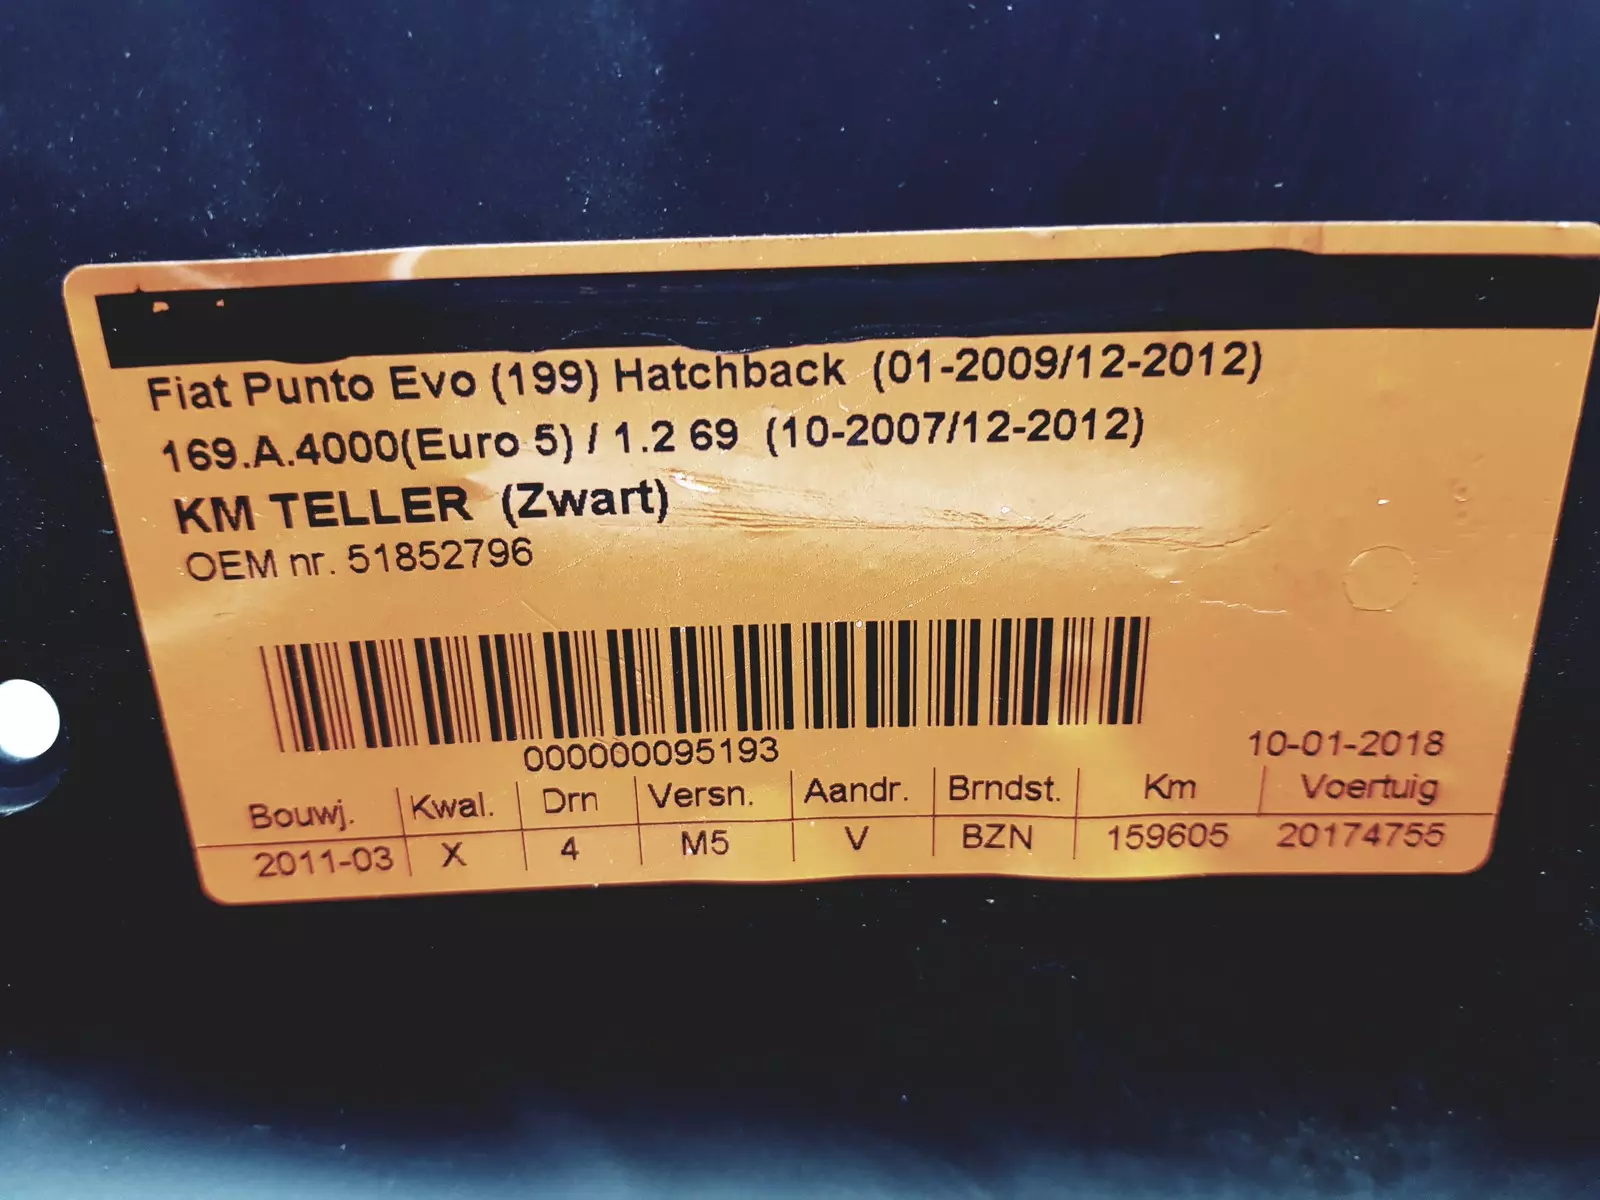 Fiat Punto Evo (199) Hatchback (01-2009/12-2012)
169.A.4000(Euro 5) / 1.2 69 (10-2007/12-2012)
KM TELLER (Zwart)
OEM nr. 51852796
000000095193
10-01-2018
Bouwj. Kwal. Drn Versn. Aandr. Brndst. Km Voertuig
2011-03 X 4 M5 V BZN 159605 20174755